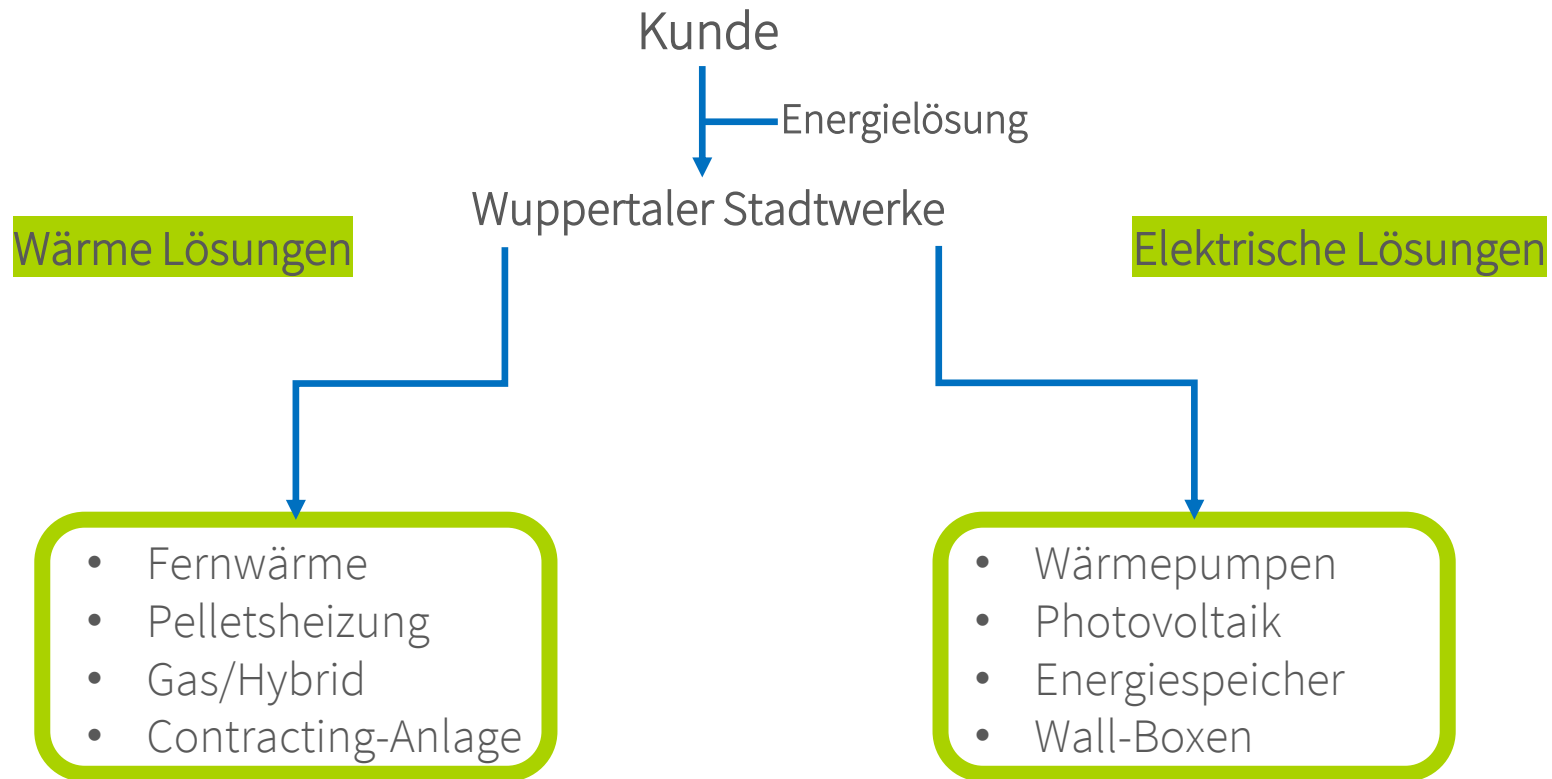 Kunde
Energielösung
Wuppertaler Stadtwerke
Wärme Lösungen
Elektrische Lösungen
• Fernwärme
• Pelletsheizung
• Gas/Hybrid
• Contracting-Anlage
• Wärmepumpen
• Photovoltaik
• Energiespeicher
• Wall-Boxen